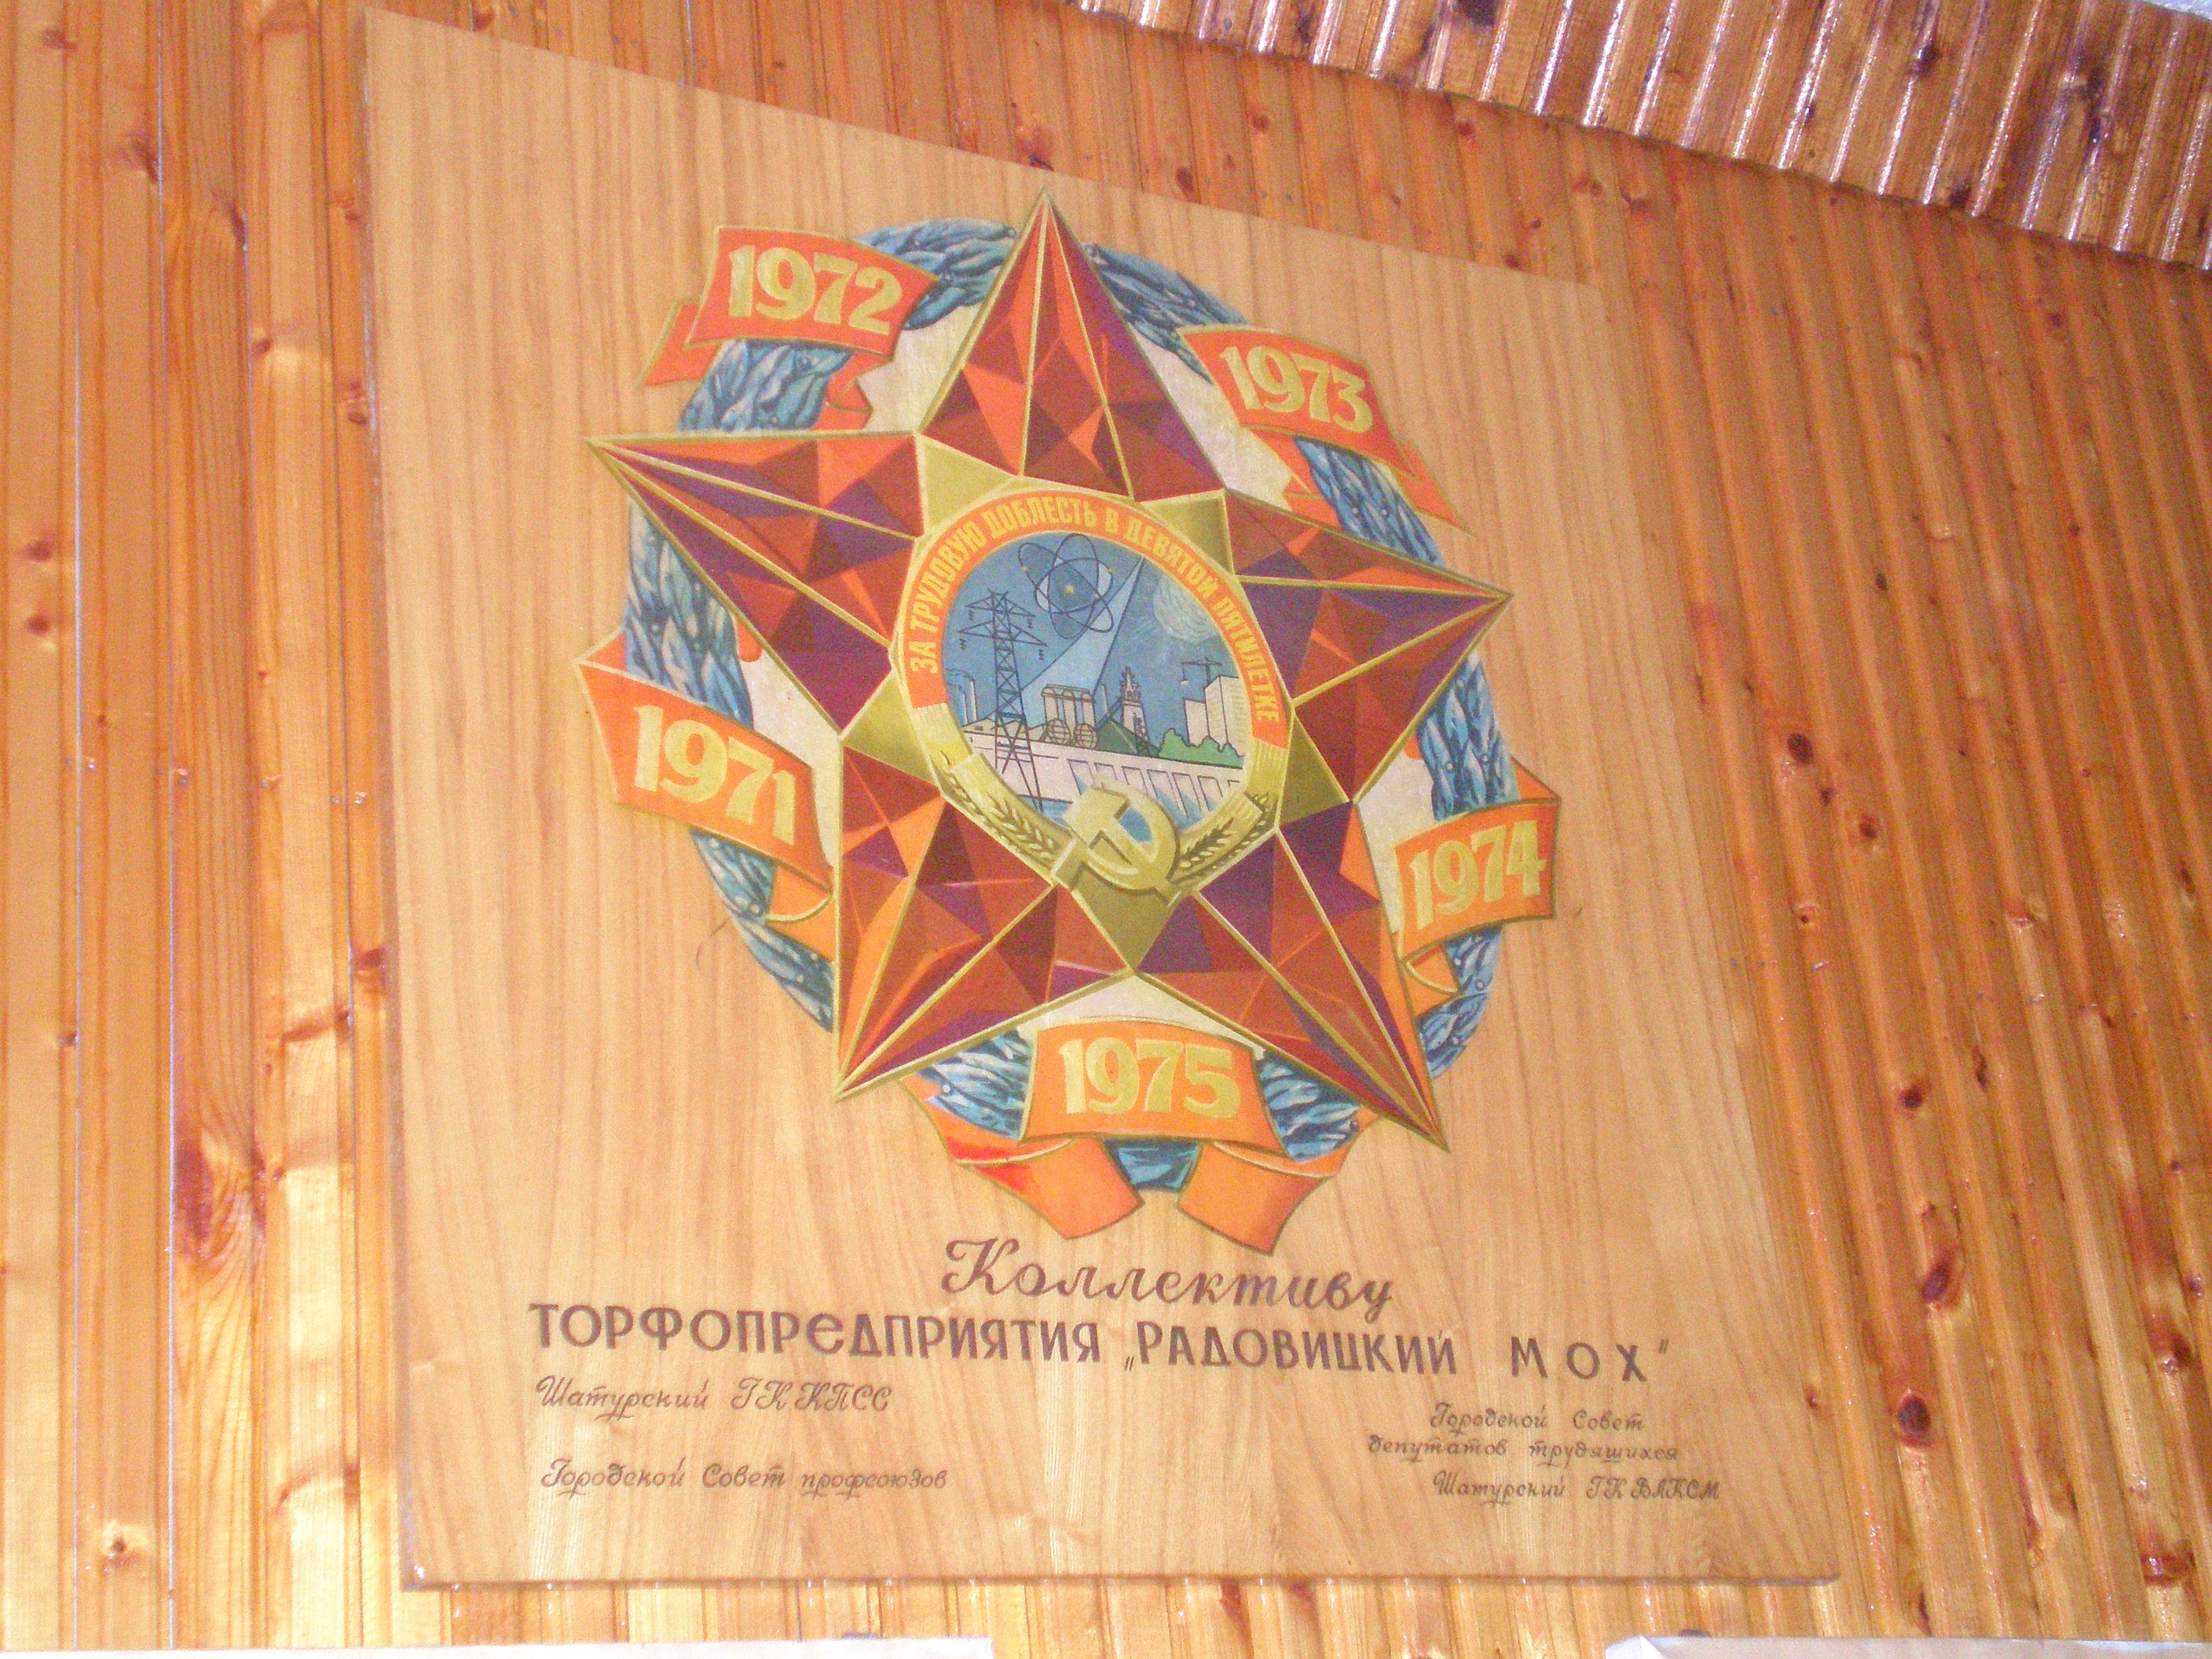 1972
1973
ЗА ТРУДОВУЮ ДОБЛЕСТЬ В ДЕВЯТОЙ ПЯТИЛЕТКЕ
1971
1974
1975
Коллективу
ТОРФОПРЕДПРИЯТИЯ „РАДОВИЦКИЙ МОХ"
Шатурский ГК КПСС
Городской Совет профсоюзов
Городской Совет
депутатов трудящихся
Шатурский ГК ВЛКСМ